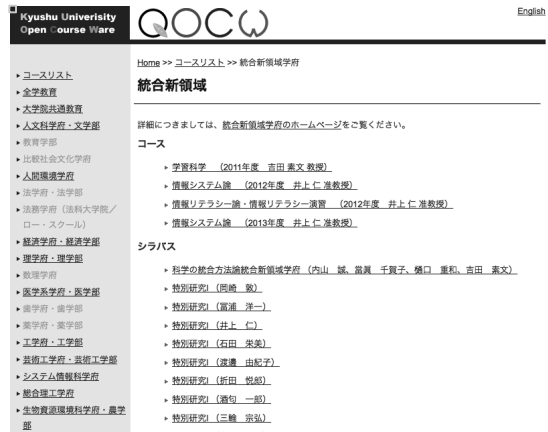 Kyushu Univerisity
Open Course Ware
QOCW
English
コースリスト
全学教育
大学院共通教育
人文科学府・文学部
教育学部
比較社会文化学府
人間環境学府
法学府・法学部
法務学府（法科大学院／
ロー・スクール）
経済学府・経済学部
理学府・理学部
数理学府
医学系学府・医学部
歯学府・歯学部
薬学府・薬学部
工学府・工学部
芸術工学府・芸術工学部
システム情報科学府
総合理工学府
生物資源環境科学府・農学
部
Home >> コースリスト >> 統合新領域学府
統合新領域
詳細につきましては、統合新領域学府のホームページをご覧ください。
コース
学習科学　（2011年度　吉田 素文 教授）
情報システム論　（2012年度　井上 仁 准教授）
情報リテラシー論・情報リテラシー演習　（2012年度　井上 仁 准教授）
情報システム論　（2013年度　井上 仁 准教授）
シラバス
科学の統合方法論統合新領域学府（内山　誠、當眞　千賀子、樋口　重和、吉田　素文）
特別研究I（岡崎　敦）
特別研究I（冨浦　洋一）
特別研究I（井上　仁）
特別研究I（石田　栄美）
特別研究I（渡邊　由紀子）
特別研究I（折田　悦郎）
特別研究I（酒匂　一郎）
特別研究I（三輪　宗弘）